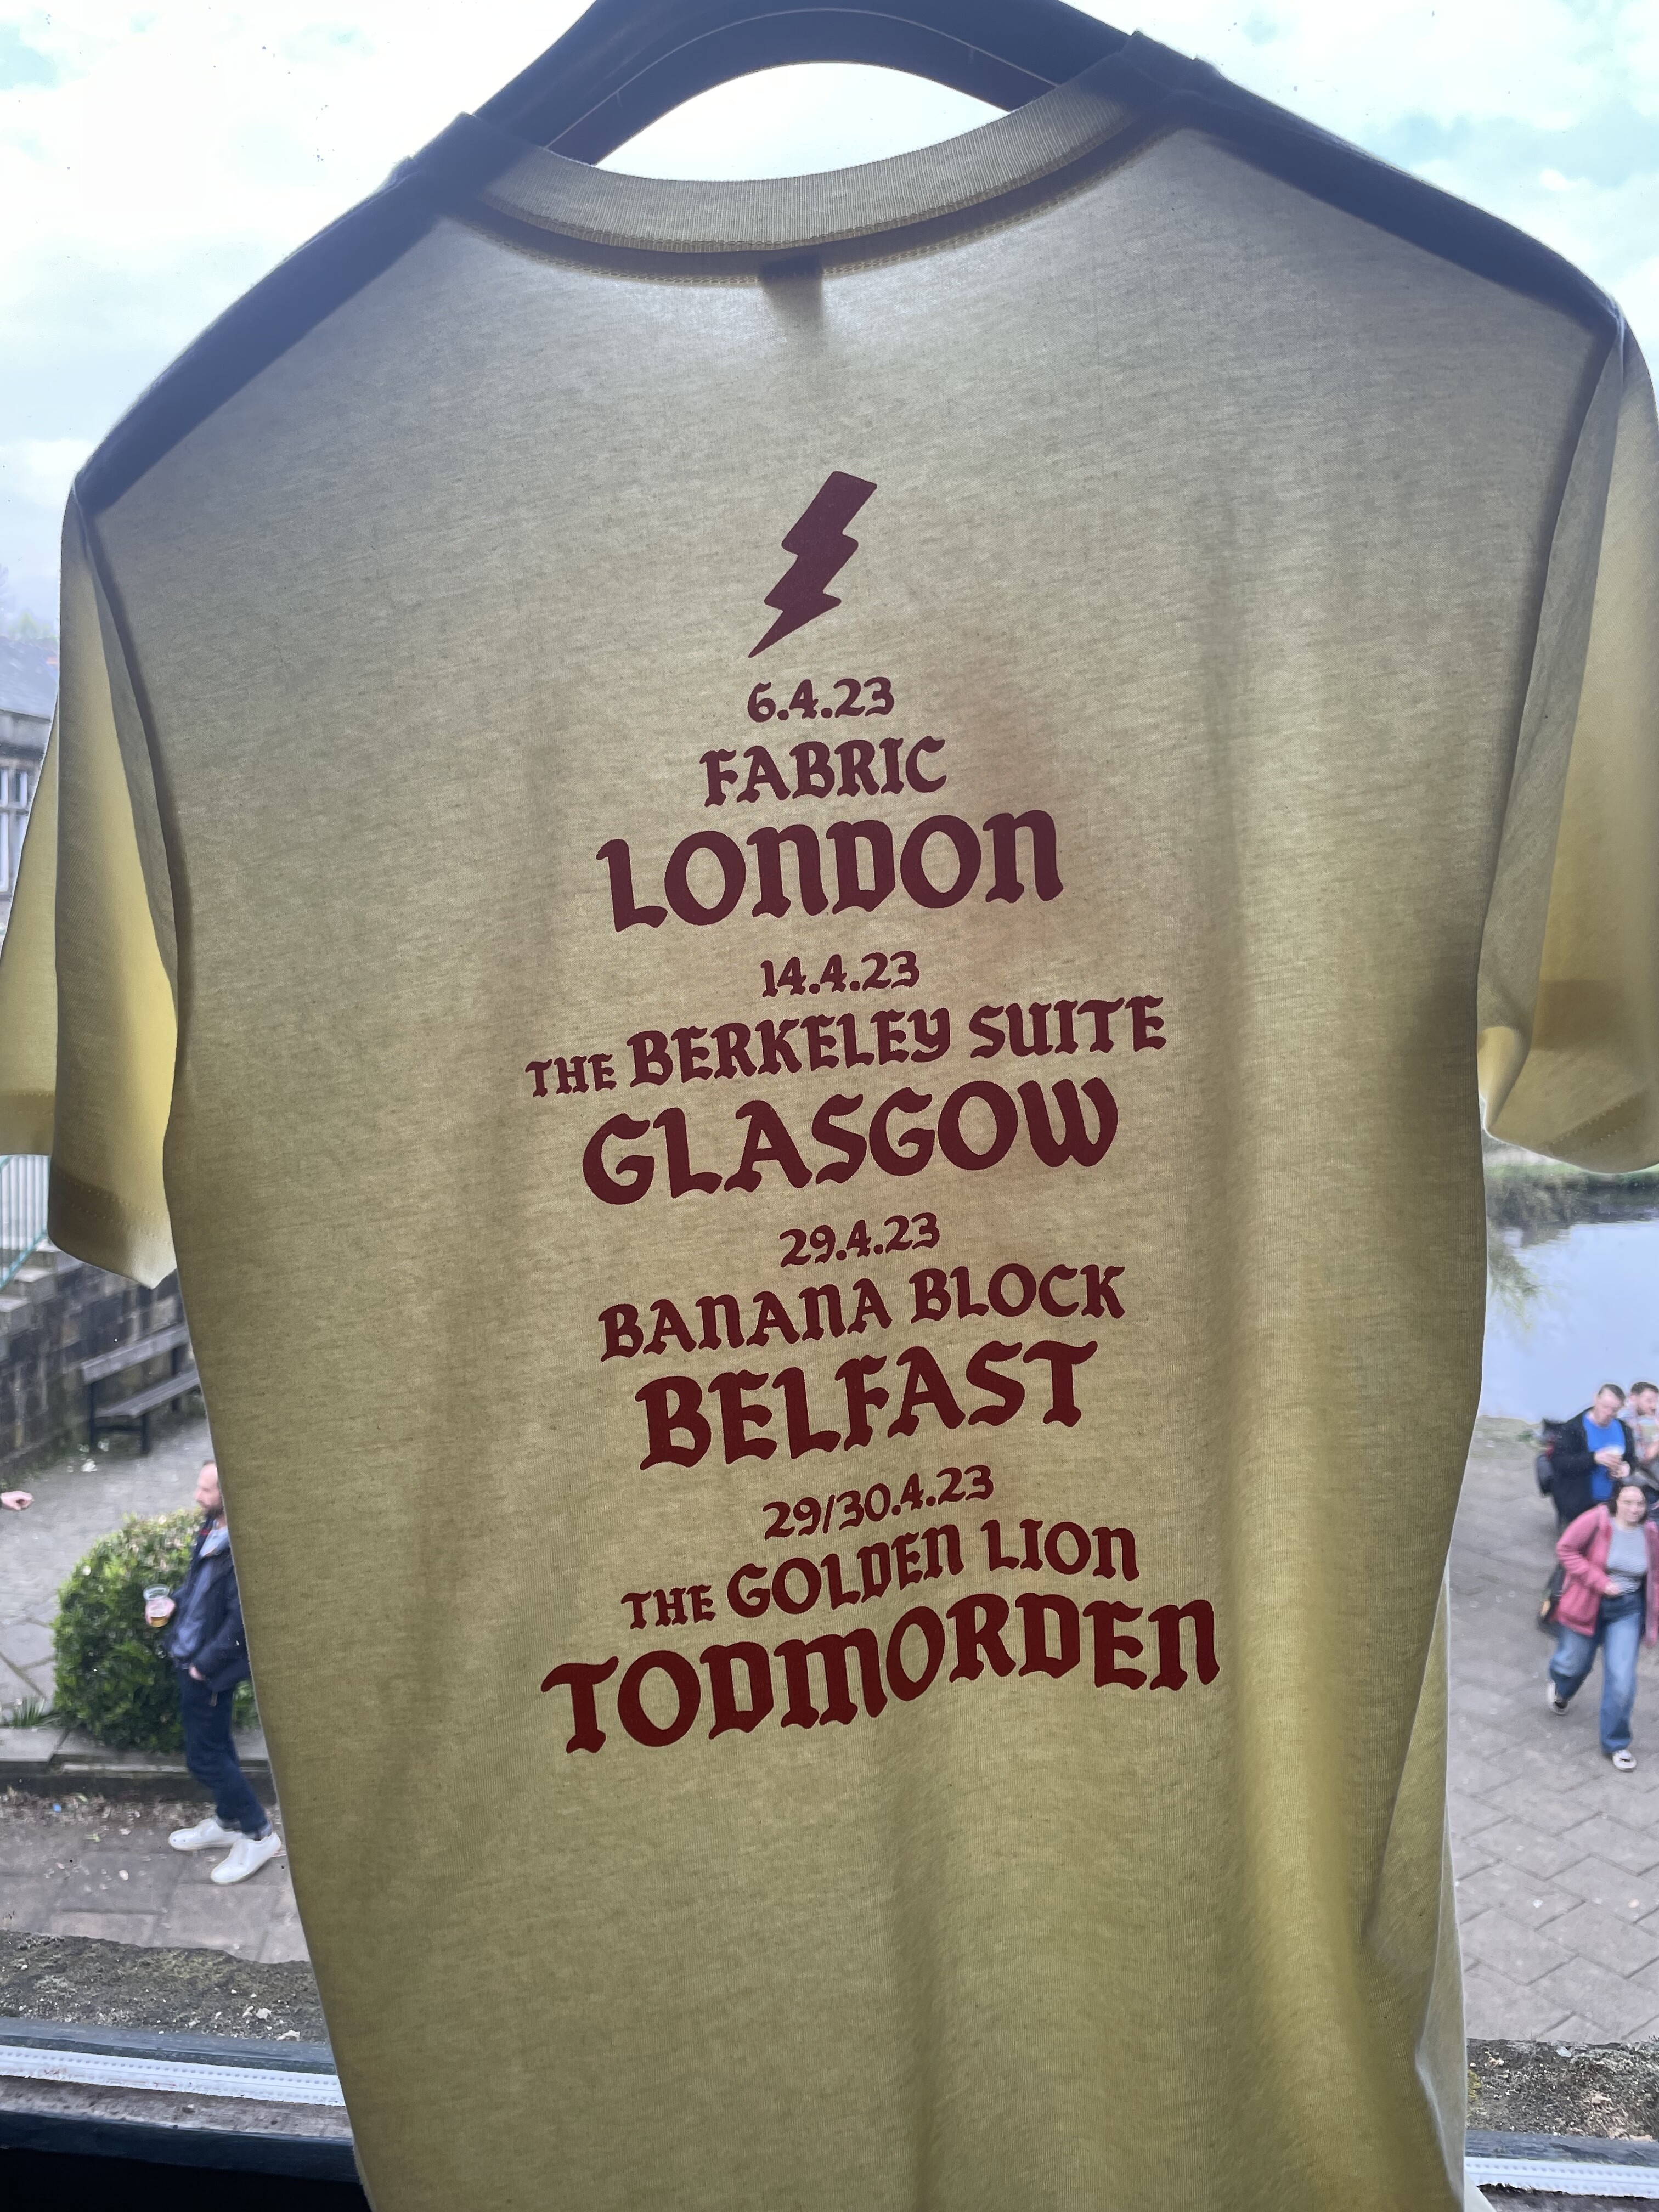 6.4.23
FABRIC
LONDON
14.4.23
THE BERKELEY SUITE
GLASGOW
29.4.23
BANANA BLOCK
BELFAST
29/30.4.23
THE GOLDEN LION
TODMORDEN